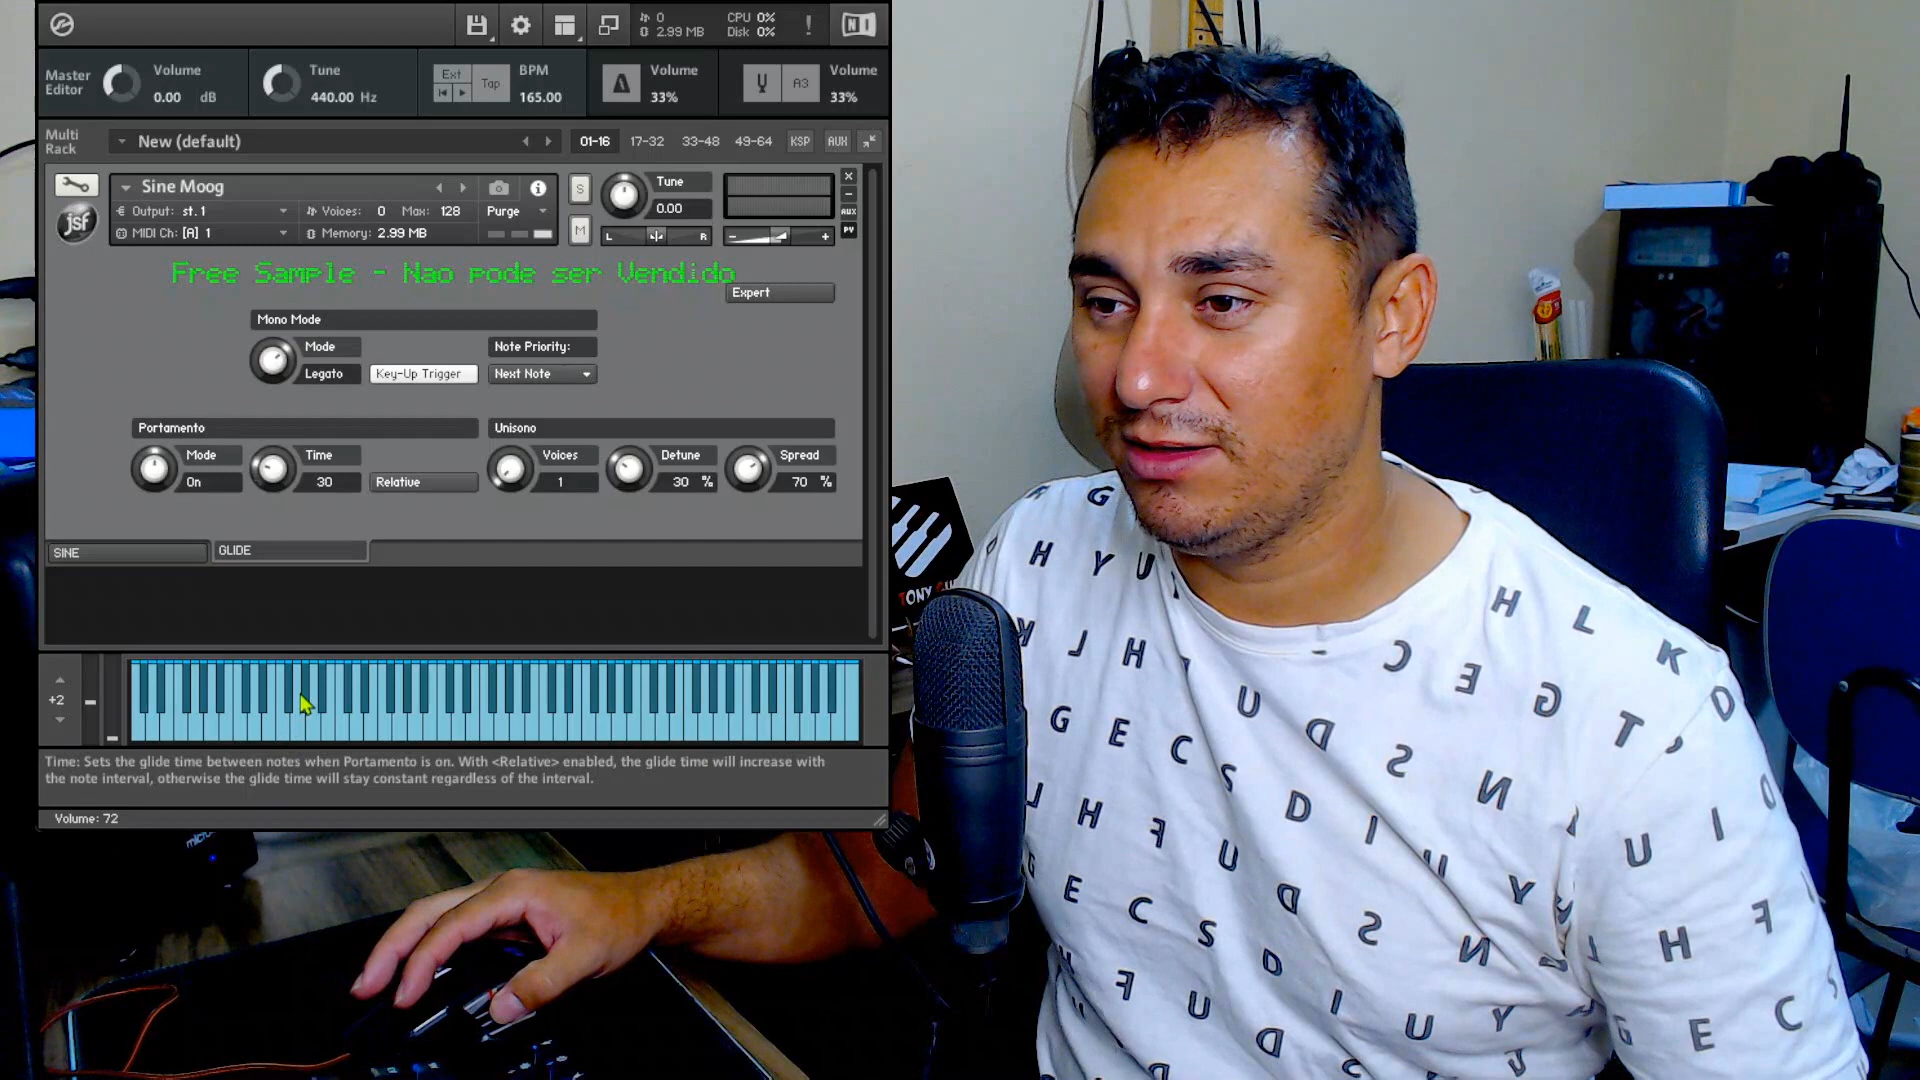 0
2.99 MB
CPU 0%
Disk 0%
!
NI
Master
Editor
Volume
0.00 dB
Tune
440.00 Hz
Ext
Tap
BPM
165.00
Volume
33%
A3
Volume
33%
Multi
Rack
New (default)
01-16
17-32
33-48
49-64
KSP
AUX
Sine Moog
jsf
Output: st.1
Voices: 0 Max: 128
Purge
MIDI Ch: [A] 1
Memory: 2.99 MB
S
M
Tune
0.00
L
R
AUX
PV
Free Sample - Nao pode ser Vendido
Expert
Mono Mode
Mode
Legato
Key-Up Trigger
Note Priority:
Next Note
Portamento
Mode
On
Time
30
Relative
Unisono
Voices
1
Detune
30 %
Spread
70 %
SINE
GLIDE
+2
Time: Sets the glide time between notes when Portamento is on. With <Relative> enabled, the glide time will increase with
the note interval, otherwise the glide time will stay constant regardless of the interval.
Volume: 72
TONY